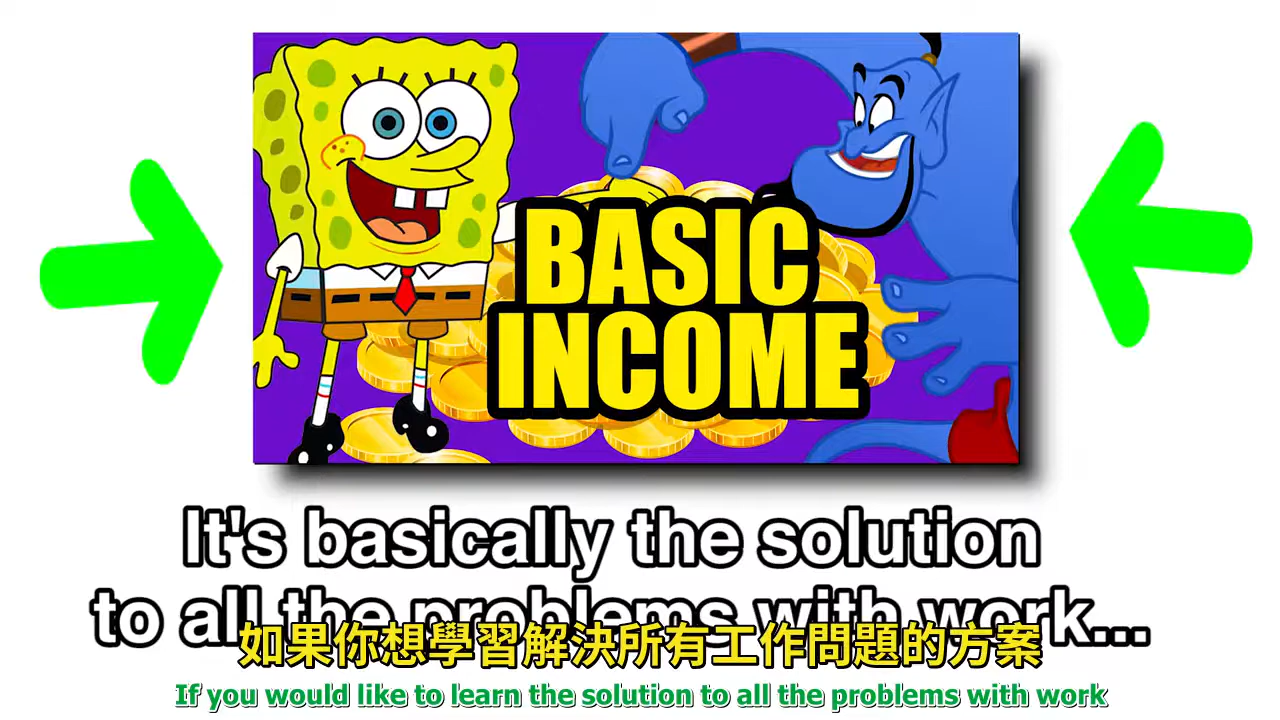 BASIC
INCOME
It's basically the solution
to all the problems with work...
如果你想學習解決所有工作問題的方案
If you would like to learn the solution to all the problems with work